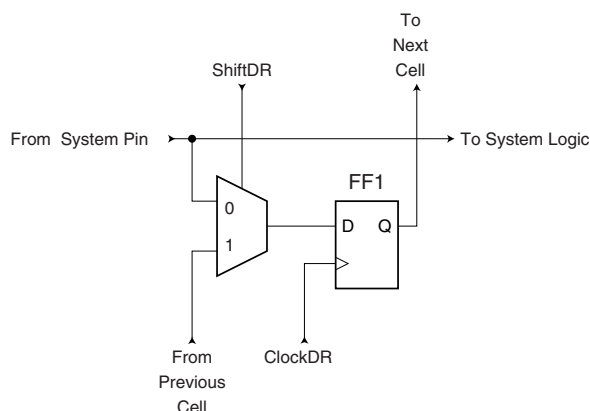 To
Next
Cell
ShiftDR
From System Pin
To System Logic
FF1
0
D Q
1
From
Previous
Cell
ClockDR